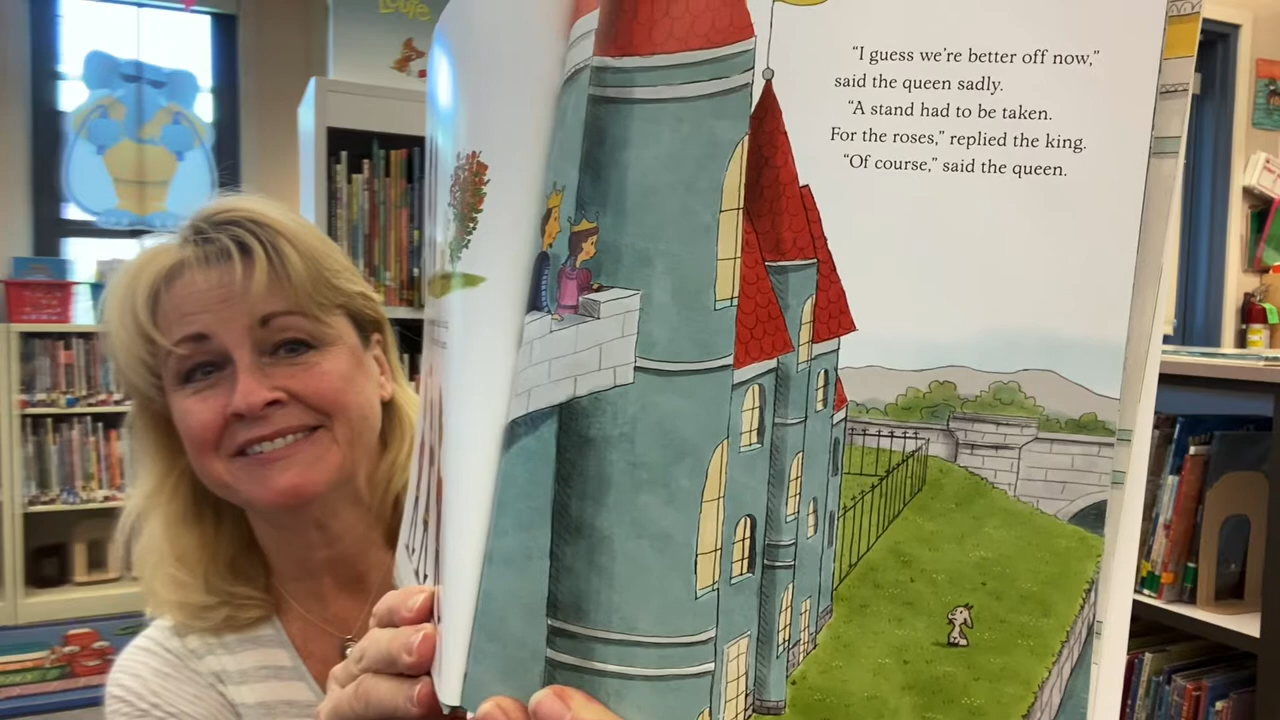 Louie
“I guess we’re better off now,”
said the queen sadly.
“A stand had to be taken.
For the roses,” replied the king.
“Of course,” said the queen.